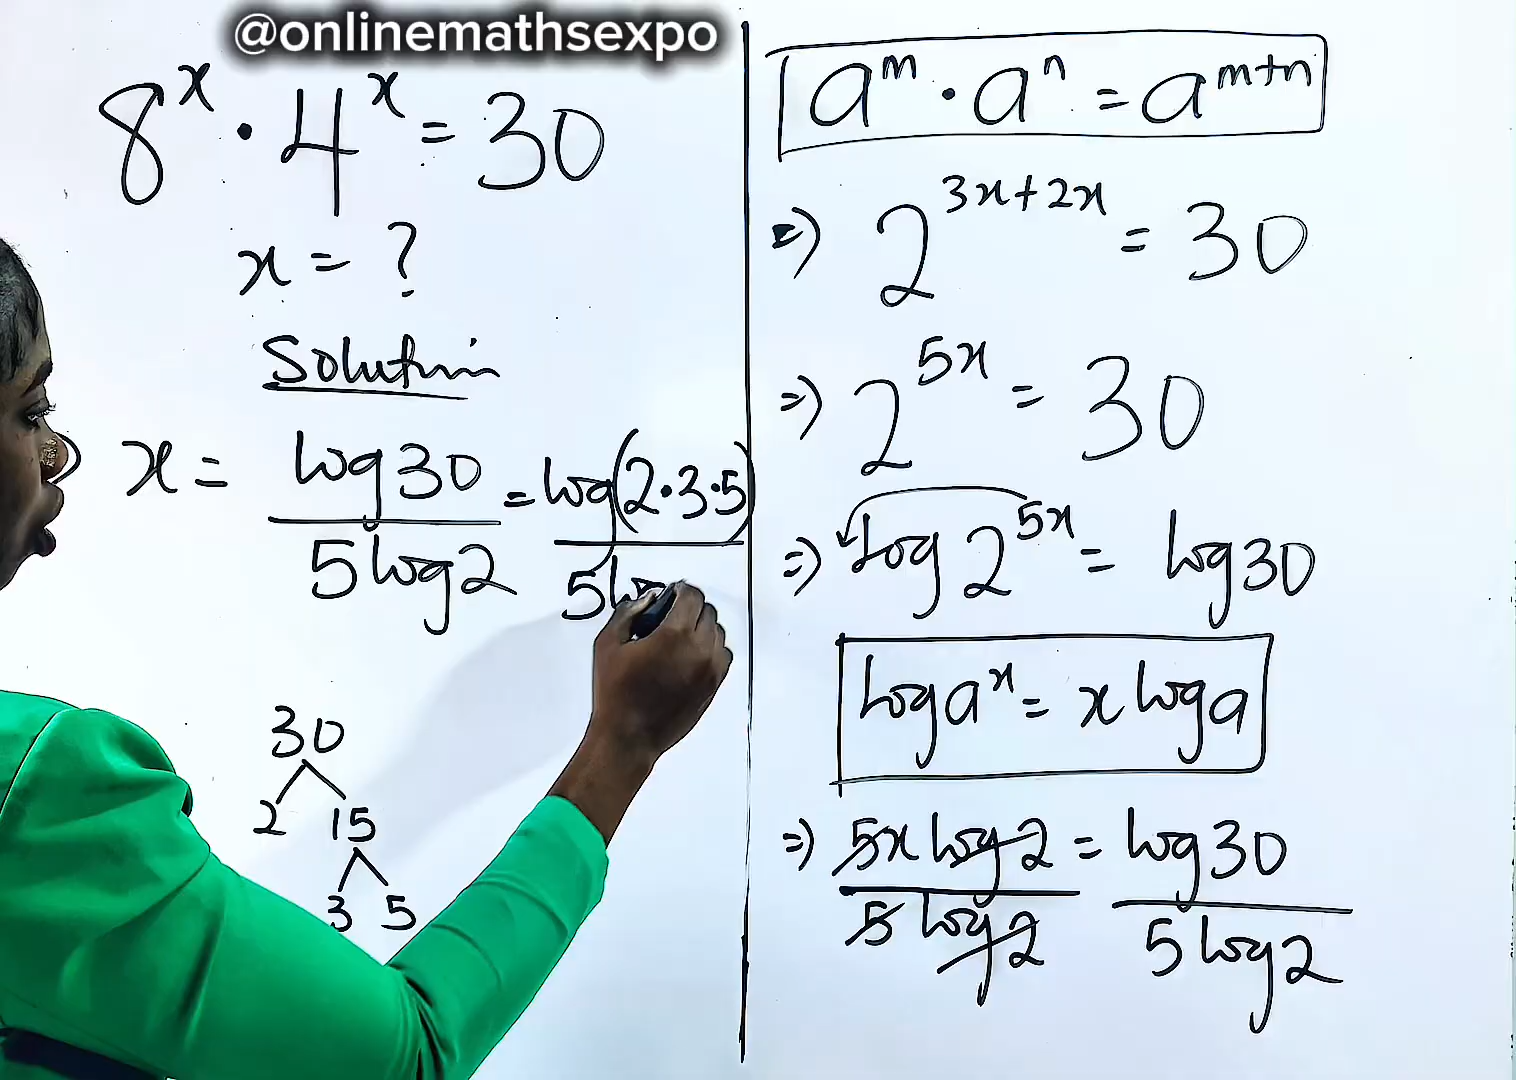 @onlinemathsexpo
8^x · 4^x = 30
x = ?
Solution
x = log30 / 5log2 = log(2·3·5) / 5lo
30
2 15
3 5
a^m · a^n = a^(m+n)
=> 2^(3x+2x) = 30
=> 2^(5x) = 30
=> log 2^(5x) = log30
log a^x = x log a
=> 5x log2 / 5 log2 = log30 / 5 log2